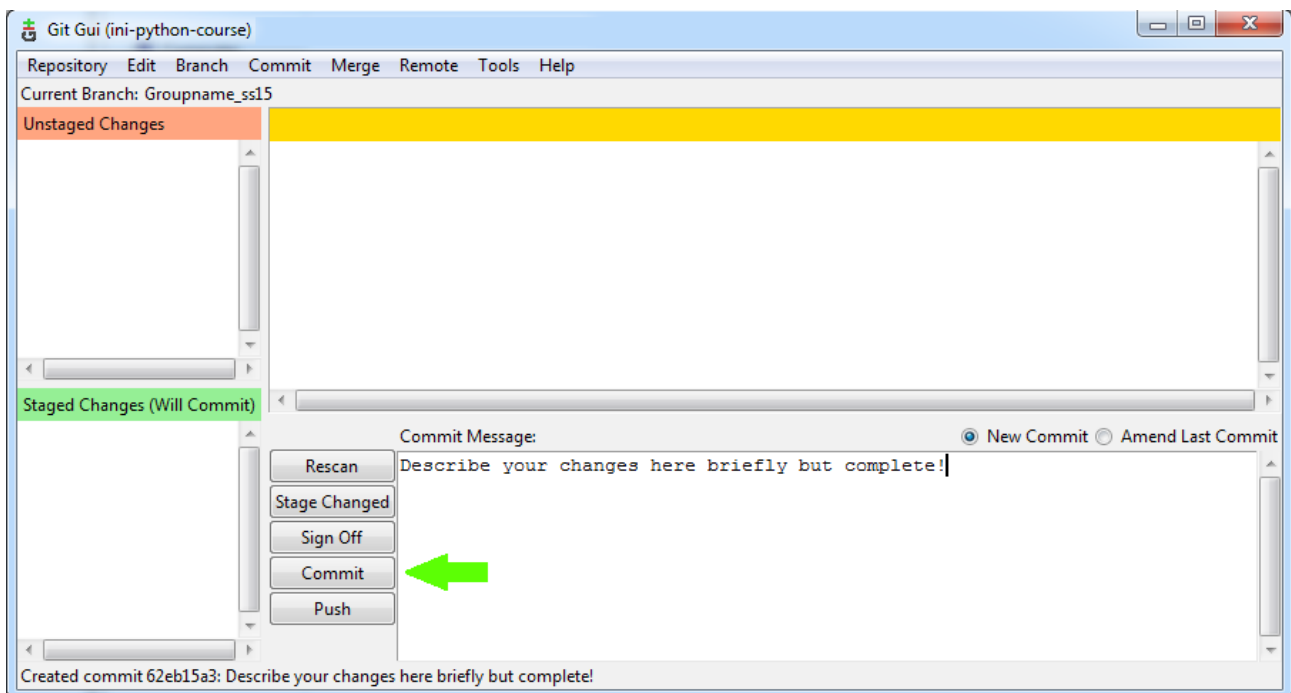 Git Gui (ini-python-course)
Repository Edit Branch Commit Merge Remote Tools Help
Current Branch: Groupname_ss15
Unstaged Changes
Staged Changes (Will Commit)
Commit Message:
New Commit
Amend Last Commit
Rescan
Describe your changes here briefly but complete!
Stage Changed
Sign Off
Commit
Push
Created commit 62eb15a3: Describe your changes here briefly but complete!